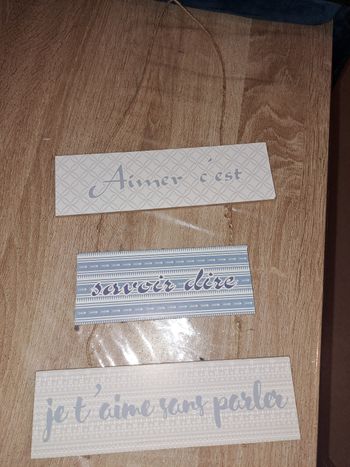 Aimer c'est
savoir dire
je t'aime sans parler